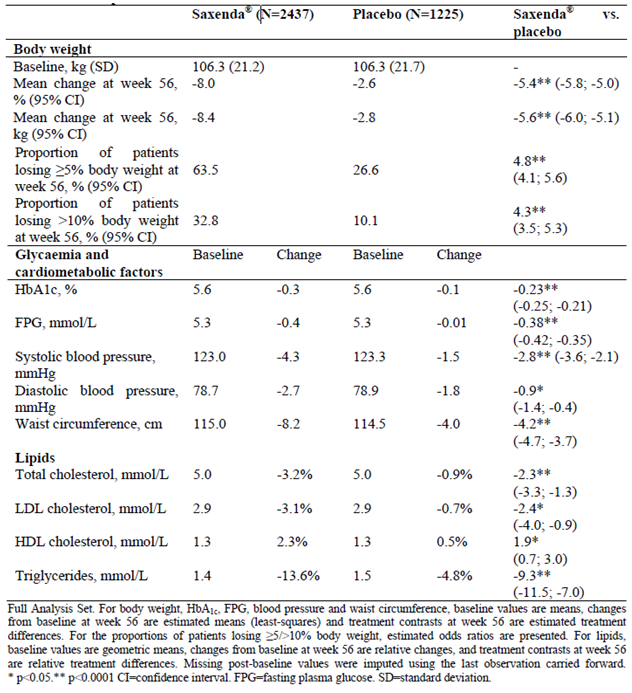 Saxenda® (N=2437) Placebo (N=1225) Saxenda® vs. placebo
Body weight
Baseline, kg (SD) 106.3 (21.2) 106.3 (21.7) -
Mean change at week 56, % (95% CI) -8.0 -2.6 -5.4** (-5.8; -5.0)
Mean change at week 56, kg (95% CI) -8.4 -2.8 -5.6** (-6.0; -5.1)
Proportion of patients losing ≥5% body weight at week 56, % (95% CI) 63.5 26.6 4.8** (4.1; 5.6)
Proportion of patients losing >10% body weight at week 56, % (95% CI) 32.8 10.1 4.3** (3.5; 5.3)
Glycaemia and cardiometabolic factors Baseline Change Baseline Change
HbA1c, % 5.6 -0.3 5.6 -0.1 -0.23** (-0.25; -0.21)
FPG, mmol/L 5.3 -0.4 5.3 -0.01 -0.38** (-0.42; -0.35)
Systolic blood pressure, mmHg 123.0 -4.3 123.3 -1.5 -2.8** (-3.6; -2.1)
Diastolic blood pressure, mmHg 78.7 -2.7 78.9 -1.8 -0.9* (-1.4; -0.4)
Waist circumference, cm 115.0 -8.2 114.5 -4.0 -4.2** (-4.7; -3.7)
Lipids
Total cholesterol, mmol/L 5.0 -3.2% 5.0 -0.9% -2.3** (-3.3; -1.3)
LDL cholesterol, mmol/L 2.9 -3.1% 2.9 -0.7% -2.4* (-4.0; -0.9)
HDL cholesterol, mmol/L 1.3 2.3% 1.3 0.5% 1.9* (0.7; 3.0)
Triglycerides, mmol/L 1.4 -13.6% 1.5 -4.8% -9.3** (-11.5; -7.0)
Full Analysis Set. For body weight, HbA1c, FPG, blood pressure and waist circumference, baseline values are means, changes
from baseline at week 56 are estimated means (least-squares) and treatment contrasts at week 56 are estimated treatment
differences. For the proportions of patients losing ≥5/>10% body weight, estimated odds ratios are presented. For lipids,
baseline values are geometric means, changes from baseline at week 56 are relative changes, and treatment contrasts at week 56
are relative treatment differences. Missing post-baseline values were imputed using the last observation carried forward.
* p<0.05.** p<0.0001 CI=confidence interval. FPG=fasting plasma glucose. SD=standard deviation.